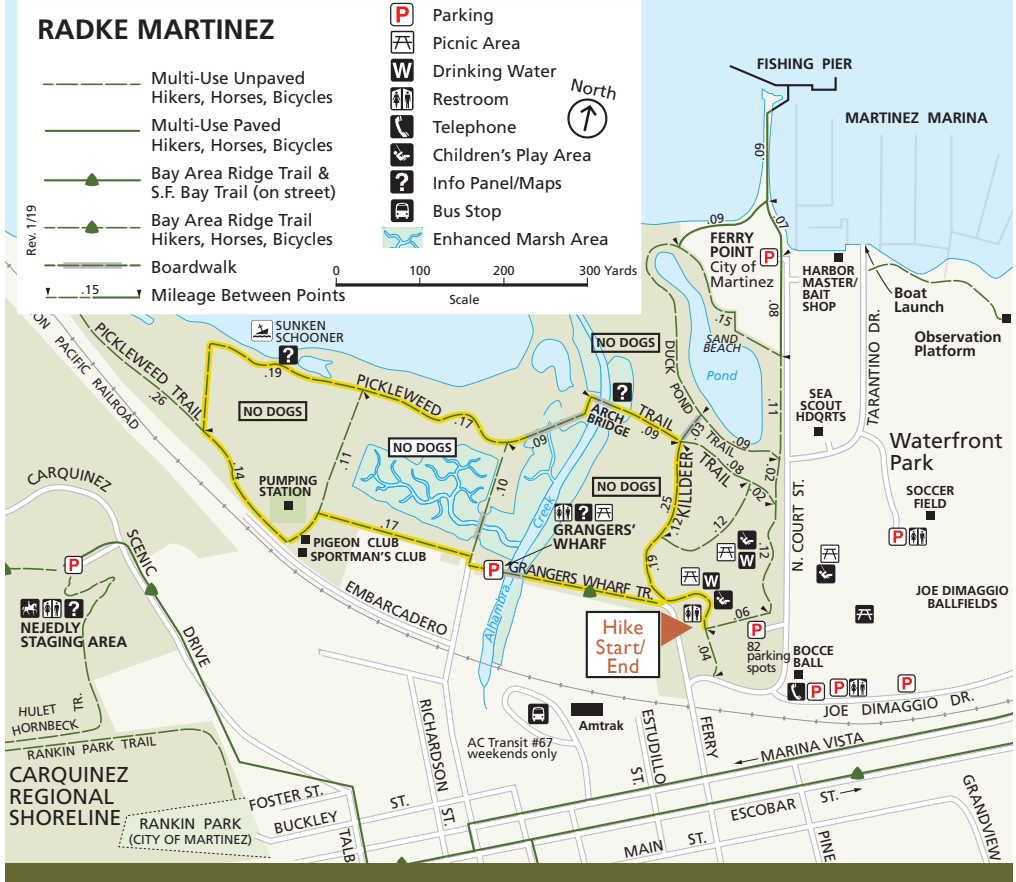 RADKE MARTINEZ
Multi-Use Unpaved
Hikers, Horses, Bicycles
Multi-Use Paved
Hikers, Horses, Bicycles
Bay Area Ridge Trail &
S.F. Bay Trail (on street)
Bay Area Ridge Trail
Hikers, Horses, Bicycles
Boardwalk
.15 Mileage Between Points
Rev. 1/19
P Parking
Picnic Area
W Drinking Water
Restroom
Telephone
Children's Play Area
? Info Panel/Maps
Bus Stop
Enhanced Marsh Area
North
0 100 200 300 Yards
Scale
FISHING PIER
MARTINEZ MARINA
60'
.09
.07
FERRY
POINT
City of
Martinez
P
HARBOR
MASTER/
BAIT
SHOP
Boat
Launch
Observation
Platform
TARANTINO DR.
.08
.15
SAND
BEACH
Pond
DUCK POND TRAIL
.11
SEA
SCOUT
HDQRTS
Waterfront
Park
SOCCER
FIELD
P
JOE DIMAGGIO
BALLFIELDS
N. COURT ST.
SUNKEN
SCHOONER
?
ON PACIFIC RAILROAD
PICKLEWEED TRAIL
.26
.19
PICKLEWEED TRAIL
.17
.09
NO DOGS
NO DOGS
NO DOGS
NO DOGS
?
ARCH
BRIDGE
.09
.03
.09
.08
.02
.02
KILLDEER TRAIL
.25
.12
.12
.12
.19
.14
.11
.10
PUMPING
STATION
PIGEON CLUB
SPORTMAN'S CLUB
.17
?
GRANGERS'
WHARF
P
GRANGERS WHARF TR.
Alhambra Creek
W
W
.06
.04
Hike
Start/
End
P
82
parking
spots
BOCCE
BALL
P
P
P
JOE DIMAGGIO DR.
CARQUINEZ SCENIC DRIVE
P
?
NEJEDLY
STAGING AREA
EMBARCADERO
HULET
HORNBECK TR.
RANKIN PARK TRAIL
CARQUINEZ
REGIONAL
SHORELINE
RANKIN PARK
(CITY OF MARTINEZ)
AC Transit #67
weekends only
Amtrak
RICHARDSON ST.
ESTUDILLO ST.
FERRY
MARINA VISTA
ESCOBAR ST.
MAIN ST.
FOSTER ST.
BUCKLEY ST.
TALB
PINE
GRANDVIEW